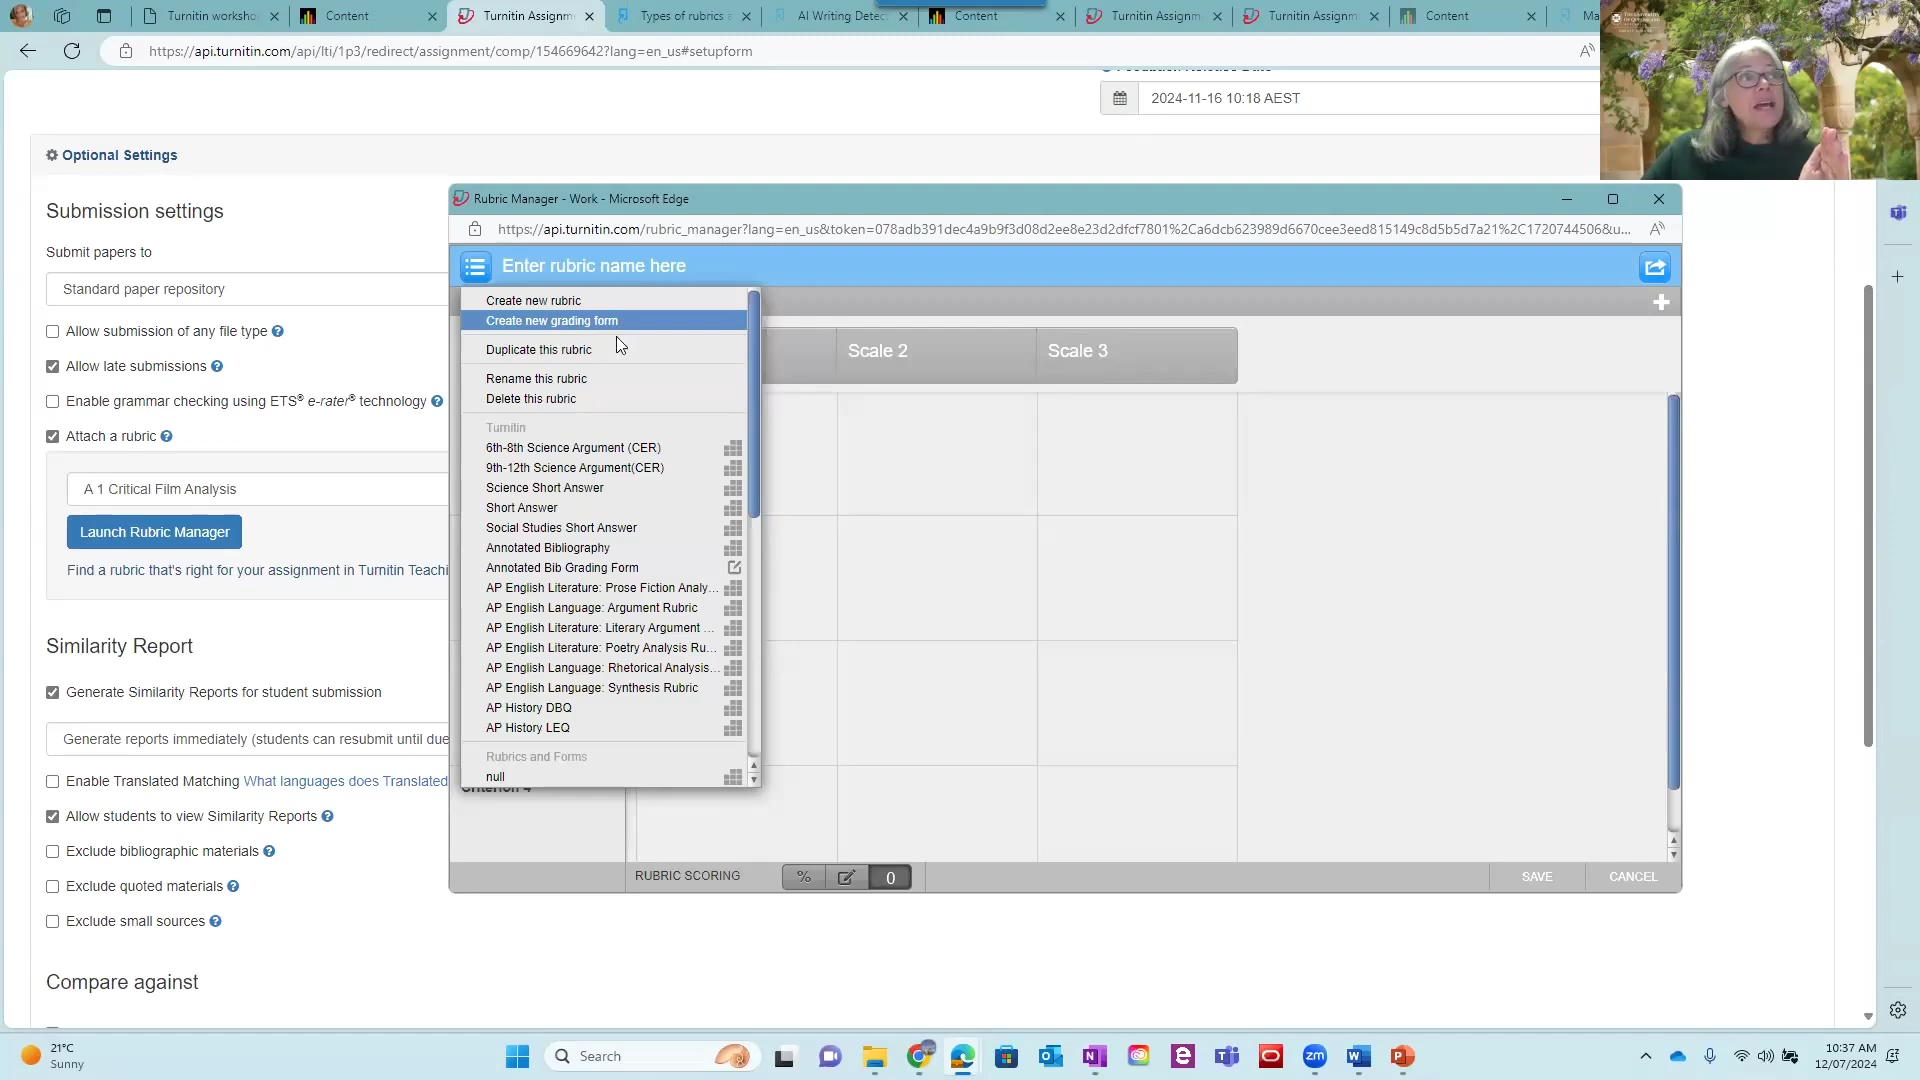 Turnitin worksho
Content
Turnitin Assignm
Types of rubrics a
AI Writing Detec
Content
Turnitin Assignm
Turnitin Assignm
Content
Ma
https://api.turnitin.com/api/lti/1p3/redirect/assignment/comp/154669642?lang=en_us#setupform
2024-11-16 10:18 AEST
Optional Settings
Submission settings
Submit papers to
Standard paper repository
Allow submission of any file type
Allow late submissions
Enable grammar checking using ETS® e-rater® technology
Attach a rubric
A 1 Critical Film Analysis
Launch Rubric Manager
Find a rubric that's right for your assignment in Turnitin Teachi
Similarity Report
Generate Similarity Reports for student submission
Generate reports immediately (students can resubmit until due
Enable Translated Matching What languages does Translated
Allow students to view Similarity Reports
Exclude bibliographic materials
Exclude quoted materials
Exclude small sources
Compare against
Rubric Manager - Work - Microsoft Edge
https://api.turnitin.com/rubric_manager?lang=en_us&token=078adb391dec4a9b9f3d08d2ee8e23d2dfcf7801%2Ca6dcb623989d6670cee3eed815149c8d5b5d7a21%2C1720744506&u...
Enter rubric name here
Create new rubric
Create new grading form
Duplicate this rubric
Rename this rubric
Delete this rubric
Turnitin
6th-8th Science Argument (CER)
9th-12th Science Argument(CER)
Science Short Answer
Short Answer
Social Studies Short Answer
Annotated Bibliography
Annotated Bib Grading Form
AP English Literature: Prose Fiction Analy...
AP English Language: Argument Rubric
AP English Literature: Literary Argument ...
AP English Literature: Poetry Analysis Ru...
AP English Language: Rhetorical Analysis...
AP English Language: Synthesis Rubric
AP History DBQ
AP History LEQ
Rubrics and Forms
null
Scale 2
Scale 3
Criterion 4
RUBRIC SCORING
%
0
SAVE
CANCEL
21°C
Sunny
Search
10:37 AM
12/07/2024